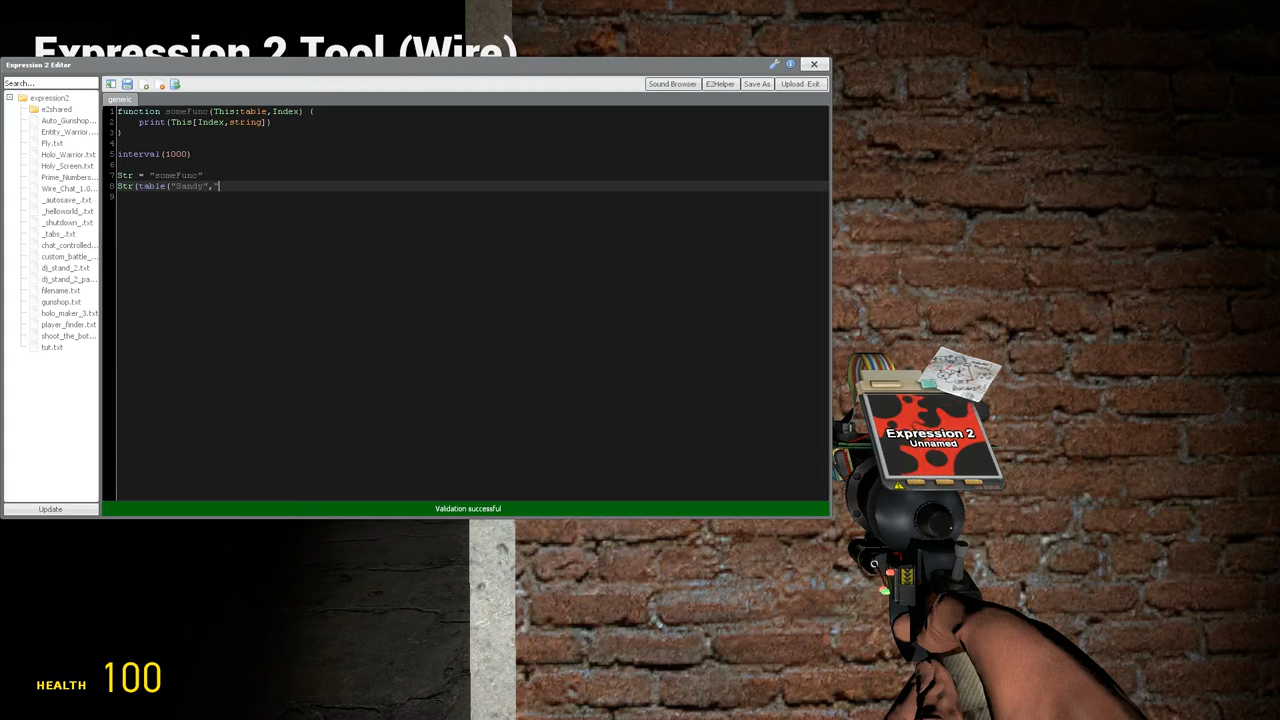 Expression 2 Tool (Wire)
Expression 2 Editor
Search...
Sound Browser E2Helper Save As Upload Exit
generic
expression2
e2shared
Auto_Gunshop...
Entity_Warrior....
Fly.txt
Holo_Warrior.txt
Holy_Screen.txt
Prime_Numbers...
Wire_Chat_1.0...
_autosave_.txt
_helloworld_.txt
_shutdown_.txt
_tabs_.txt
chat_controlled...
custom_battle_...
dj_stand_2.txt
dj_stand_2_pa...
filename.txt
gunshop.txt
holo_maker_3.txt
player_finder.txt
shoot_the_bot...
tut.txt
Update
1 function someFunc(This:table,Index) {
2 print(This[Index,string])
3 }
4
5 interval(1000)
6
7 Str = "someFunc"
8 Str(table("Sandy","
9
Validation successful
Expression 2
Unnamed
HEALTH 100